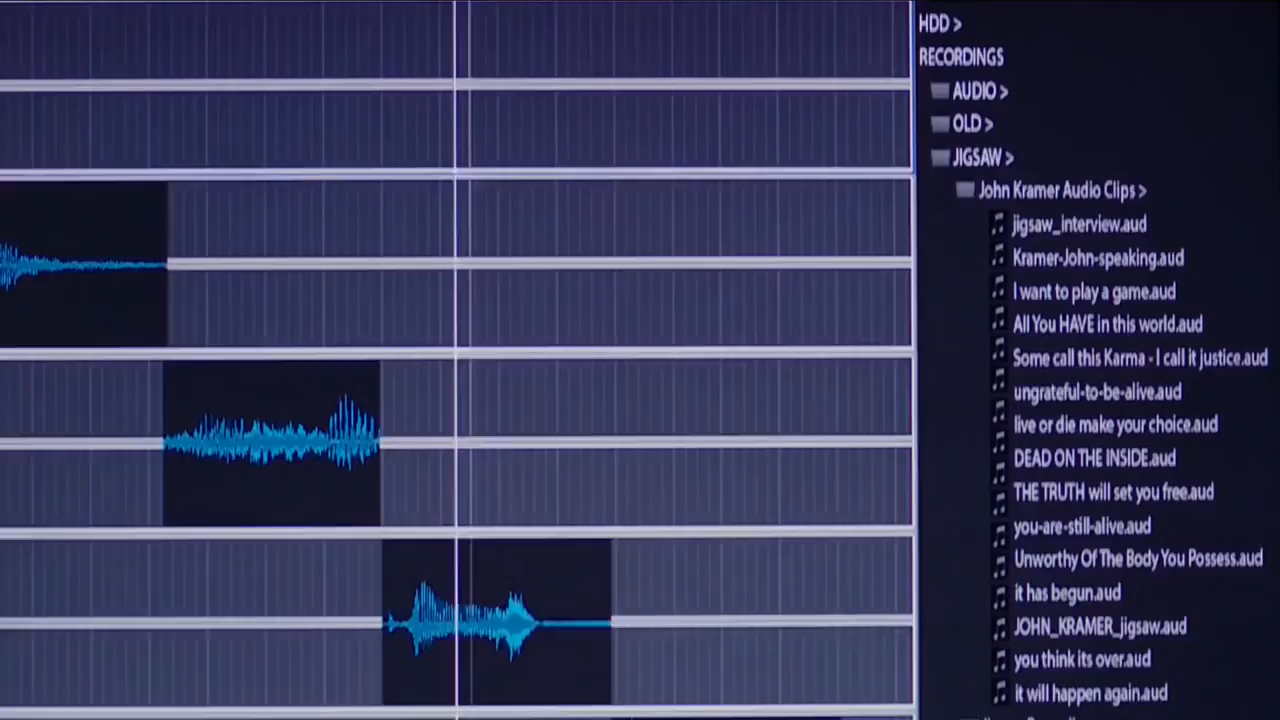 HDD >
RECORDINGS
AUDIO >
OLD >
JIGSAW >
John Kramer Audio Clips >
jigsaw_interview.aud
Kramer-John-speaking.aud
I want to play a game.aud
All You HAVE in this world.aud
Some call this Karma - I call it justice.aud
ungrateful-to-be-alive.aud
live or die make your choice.aud
DEAD ON THE INSIDE.aud
THE TRUTH will set you free.aud
you-are-still-alive.aud
Unworthy Of The Body You Possess.aud
it has begun.aud
JOHN_KRAMER_jigsaw.aud
you think its over.aud
it will happen again.aud